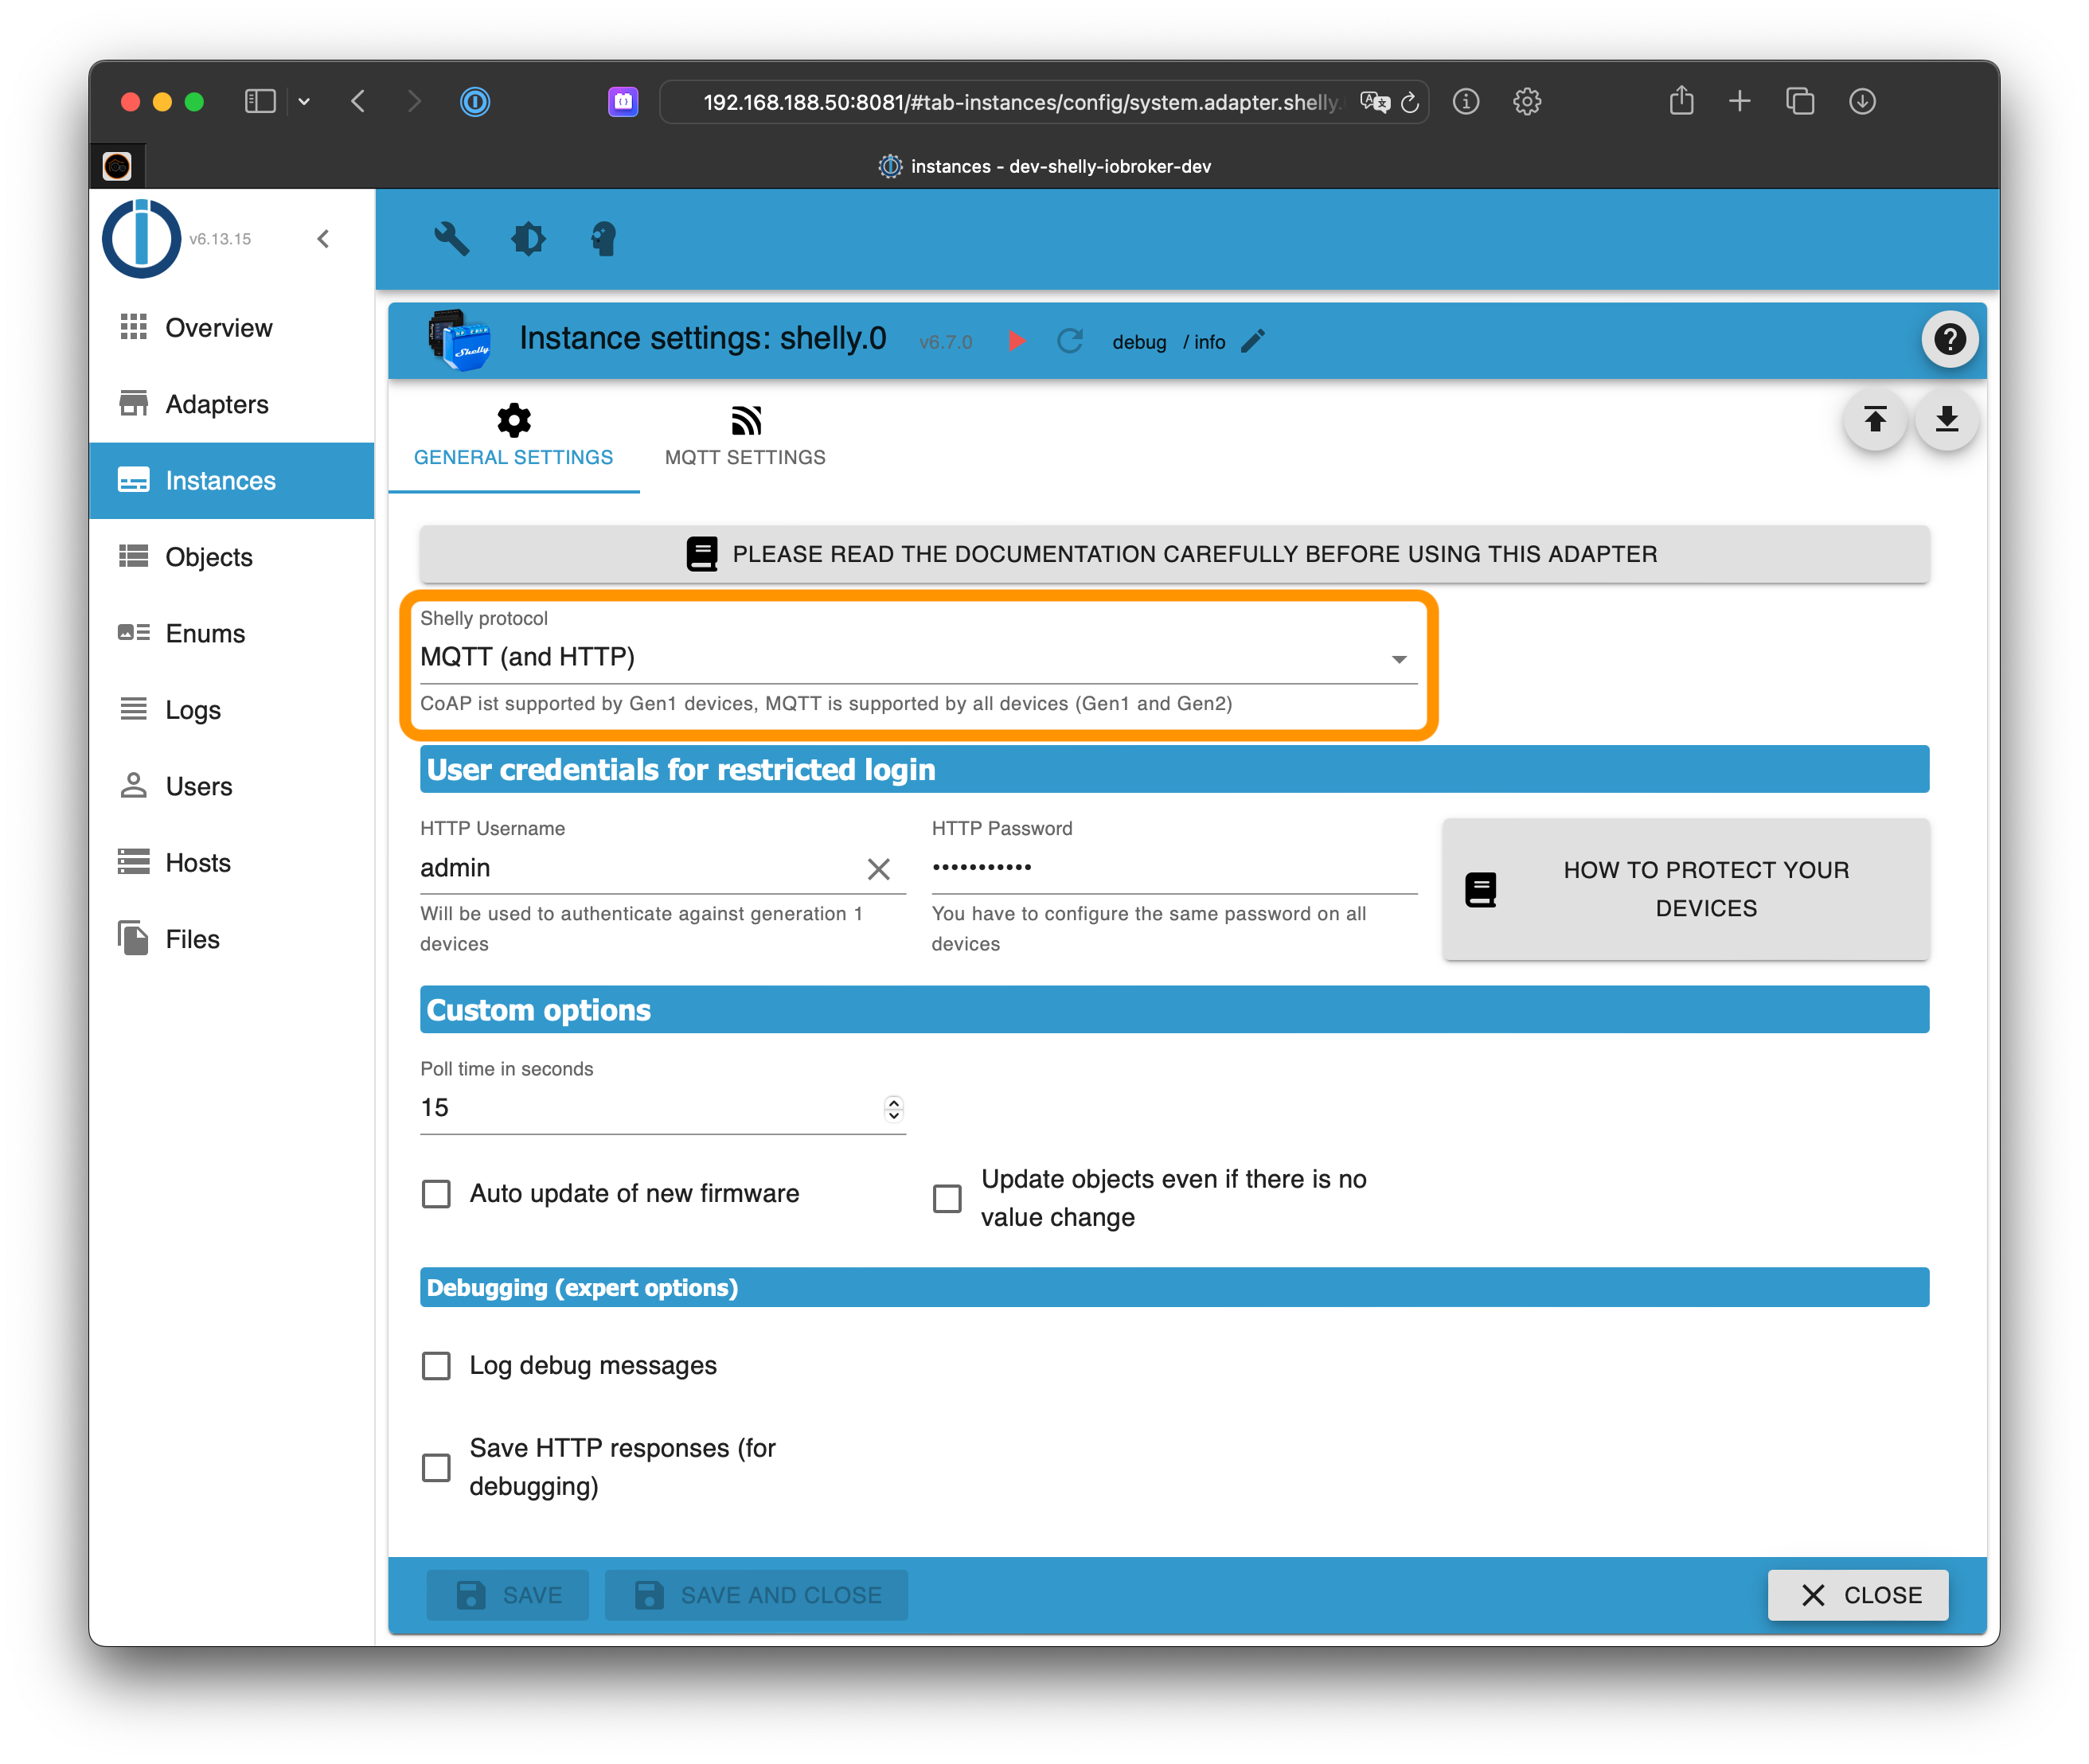 192.168.188.50:8081/#tab-instances/config/system.adapter.shelly.
instances - dev-shelly-iobroker-dev
v6.13.15
Overview
Adapters
Instances
Objects
Enums
Logs
Users
Hosts
Files
Shelly
Instance settings: shelly.0
v6.7.0
debug / info
GENERAL SETTINGS
MQTT SETTINGS
PLEASE READ THE DOCUMENTATION CAREFULLY BEFORE USING THIS ADAPTER
Shelly protocol
MQTT (and HTTP)
CoAP ist supported by Gen1 devices, MQTT is supported by all devices (Gen1 and Gen2)
User credentials for restricted login
HTTP Username
admin
Will be used to authenticate against generation 1
devices
HTTP Password
•••••••••••
You have to configure the same password on all
devices
HOW TO PROTECT YOUR
DEVICES
Custom options
Poll time in seconds
15
Auto update of new firmware
Update objects even if there is no
value change
Debugging (expert options)
Log debug messages
Save HTTP responses (for
debugging)
SAVE
SAVE AND CLOSE
CLOSE